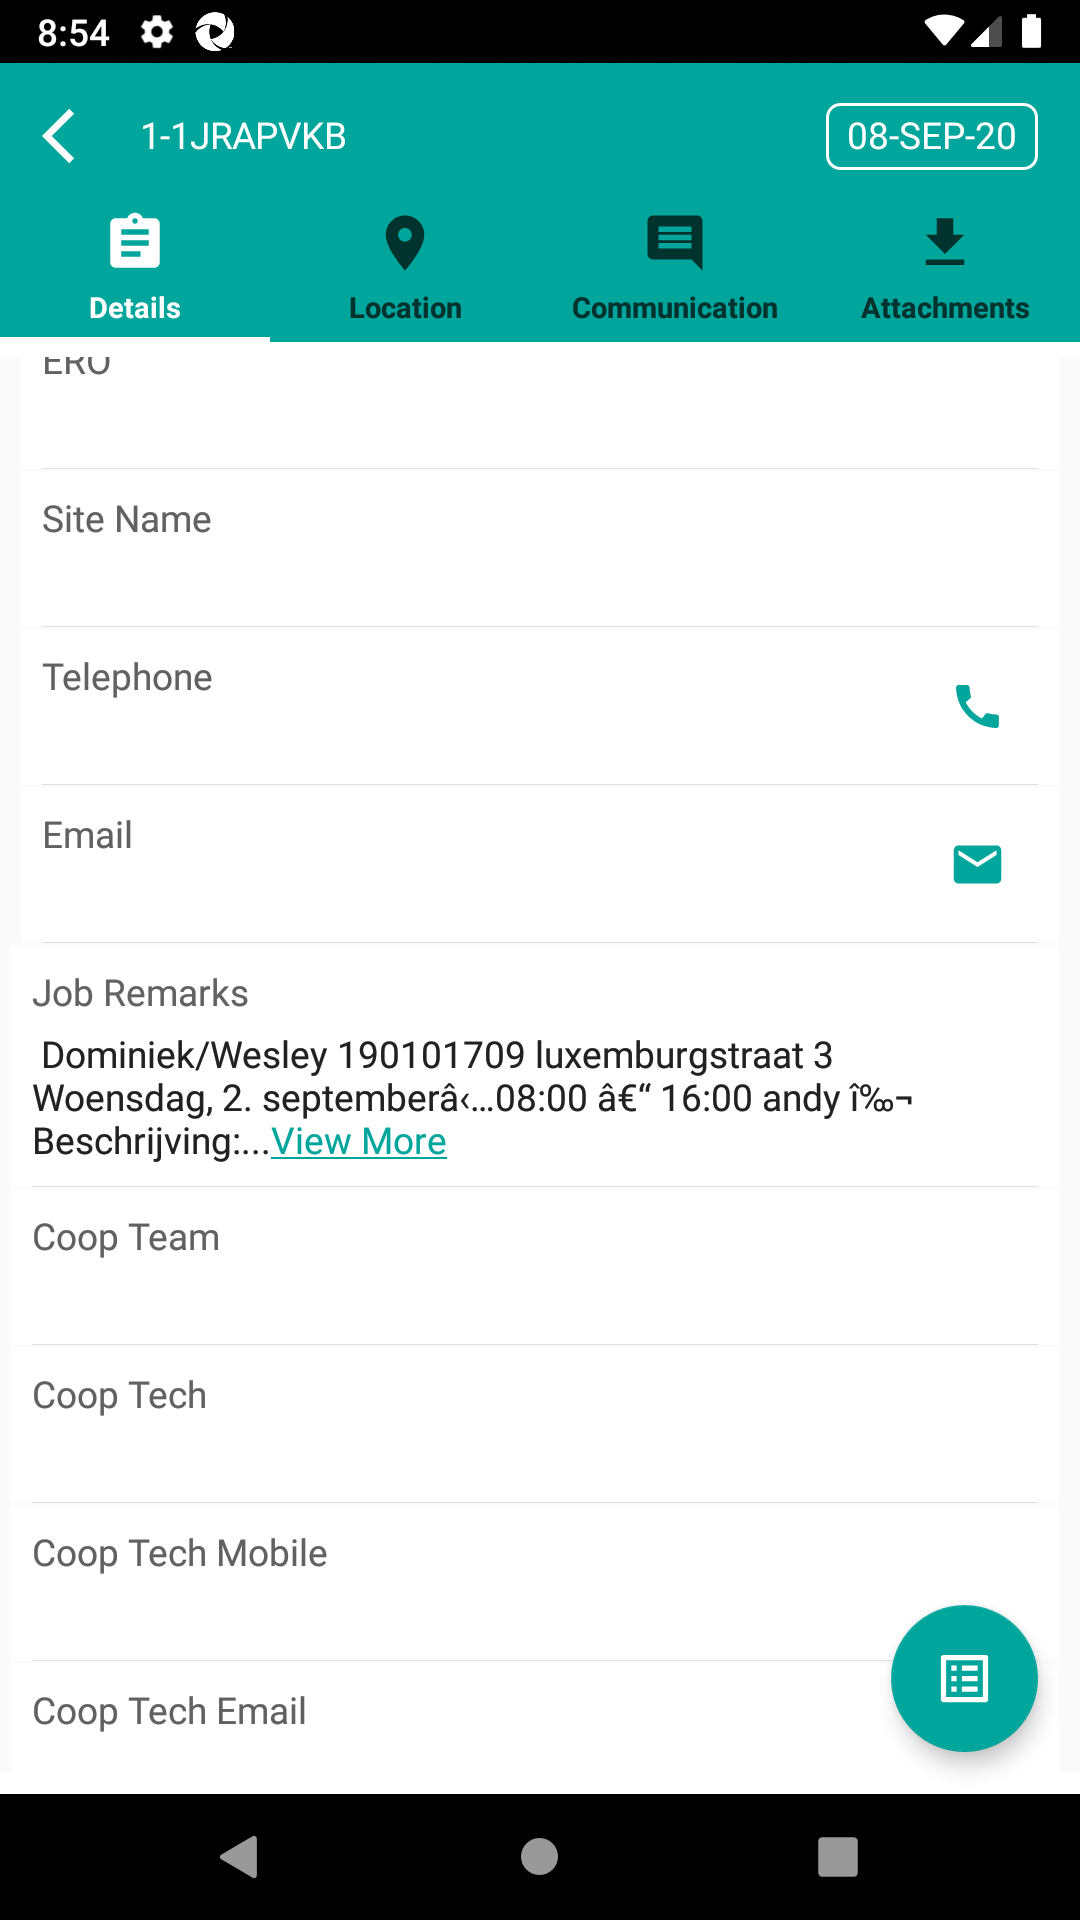 8:54
1-1JRAPVKB
08-SEP-20
Details
Location
Communication
Attachments
ERU
Site Name
Telephone
Email
Job Remarks
Dominiek/Wesley 190101709 luxemburgstraat 3
Woensdag, 2. septemberâ‹…08:00 â€“ 16:00 andy î‰¬
Beschrijving:...View More
Coop Team
Coop Tech
Coop Tech Mobile
Coop Tech Email